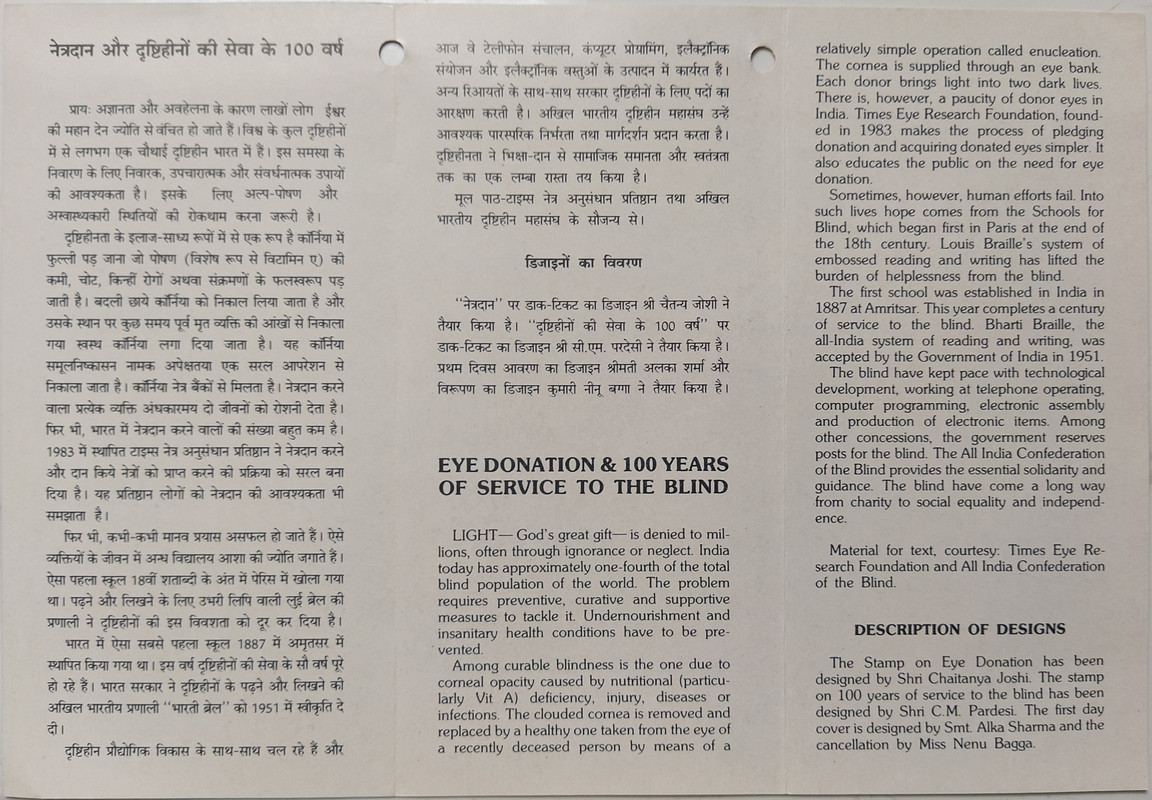 नेत्रदान और दृष्टिहीनों की सेवा के 100 वर्ष
प्रायः अज्ञानता और अवहेलना के कारण लाखों लोग ईश्वर
की महान देन ज्योति से वंचित हो जाते हैं। विश्व के कुल दृष्टिहीनों
में से लगभग एक चौथाई दृष्टिहीन भारत में हैं। इस समस्या के
निवारण के लिए निवारक, उपचारात्मक और संवर्धनात्मक उपायों
की आवश्यकता है। इसके लिए अल्प-पोषण और
अस्वास्थ्यकारी स्थितियों की रोकथाम करना जरूरी है।
दृष्टिहीनता के इलाज-साध्य रूपों में से एक रूप है कॉर्निया में
फुल्ली पड़ जाना जो पोषण (विशेष रूप से विटामिन ए) की
कमी, चोट, किन्हीं रोगों अथवा संक्रमणों के फलस्वरूप पड़
जाती है। बदली छाये कॉर्निया को निकाल लिया जाता है और
उसके स्थान पर कुछ समय पूर्व मृत व्यक्ति की आंखों से निकाला
गया स्वस्थ कॉर्निया लगा दिया जाता है। यह कॉर्निया
समूलनिष्कासन नामक अपेक्षतया एक सरल आपरेशन से
निकाला जाता है। कॉर्निया नेत्र बैंकों से मिलता है। नेत्रदान करने
वाला प्रत्येक व्यक्ति अंधकारमय दो जीवनों को रोशनी देता है।
फिर भी, भारत में नेत्रदान करने वालों की संख्या बहुत कम है।
1983 में स्थापित टाइम्स नेत्र अनुसंधान प्रतिष्ठान ने नेत्रदान करने
और दान किये नेत्रों को प्राप्त करने की प्रक्रिया को सरल बना
दिया है। यह प्रतिष्ठान लोगों को नेत्रदान की आवश्यकता भी
समझाता है।
फिर भी, कभी-कभी मानव प्रयास असफल हो जाते हैं। ऐसे
व्यक्तियों के जीवन में अन्ध विद्यालय आशा की ज्योति जगाते हैं।
ऐसा पहला स्कूल 18वीं शताब्दी के अंत में पेरिस में खोला गया
था। पढ़ने और लिखने के लिए उभरी लिपि वाली लुई ब्रेल की
प्रणाली ने दृष्टिहीनों की इस विवशता को दूर कर दिया है।
भारत में ऐसा सबसे पहला स्कूल 1887 में अमृतसर में
स्थापित किया गया था। इस वर्ष दृष्टिहीनों की सेवा के सौ वर्ष पूरे
हो रहे हैं। भारत सरकार ने दृष्टिहीनों के पढ़ने और लिखने की
अखिल भारतीय प्रणाली "भारती ब्रेल" को 1951 में स्वीकृति दे
दी।
दृष्टिहीन प्रौद्योगिक विकास के साथ-साथ चल रहे हैं और
आज वे टेलीफोन संचालन, कंप्यूटर प्रोग्रामिंग, इलैक्ट्रॉनिक
संयोजन और इलैक्ट्रॉनिक वस्तुओं के उत्पादन में कार्यरत हैं।
अन्य रिआयतों के साथ-साथ सरकार दृष्टिहीनों के लिए पदों का
आरक्षण करती है। अखिल भारतीय दृष्टिहीन महासंघ उन्हें
आवश्यक पारस्परिक निर्भरता तथा मार्गदर्शन प्रदान करता है।
दृष्टिहीनता ने भिक्षा-दान से सामाजिक समानता और स्वतंत्रता
तक का एक लम्बा रास्ता तय किया है।
मूल पाठ-टाइम्स नेत्र अनुसंधान प्रतिष्ठान तथा अखिल
भारतीय दृष्टिहीन महासंघ के सौजन्य से।
डिजाइनों का विवरण
"नेत्रदान" पर डाक-टिकट का डिजाइन श्री चैतन्य जोशी ने
तैयार किया है। "दृष्टिहीनों की सेवा के 100 वर्ष" पर
डाक-टिकट का डिजाइन श्री सी.एम. परदेसी ने तैयार किया है।
प्रथम दिवस आवरण का डिजाइन श्रीमती अलका शर्मा और
विरूपण का डिजाइन कुमारी नीनू बग्गा ने तैयार किया है।
EYE DONATION & 100 YEARS
OF SERVICE TO THE BLIND
LIGHT— God's great gift— is denied to mil-
lions, often through ignorance or neglect. India
today has approximately one-fourth of the total
blind population of the world. The problem
requires preventive, curative and supportive
measures to tackle it. Undernourishment and
insanitary health conditions have to be pre-
vented.
Among curable blindness is the one due to
corneal opacity caused by nutritional (particu-
larly Vit A) deficiency, injury, diseases or
infections. The clouded cornea is removed and
replaced by a healthy one taken from the eye of
a recently deceased person by means of a
relatively simple operation called enucleation.
The cornea is supplied through an eye bank.
Each donor brings light into two dark lives.
There is, however, a paucity of donor eyes in
India. Times Eye Research Foundation, found-
ed in 1983 makes the process of pledging
donation and acquiring donated eyes simpler. It
also educates the public on the need for eye
donation.
Sometimes, however, human efforts fail. Into
such lives hope comes from the Schools for
Blind, which began first in Paris at the end of
the 18th century. Louis Braille's system of
embossed reading and writing has lifted the
burden of helplessness from the blind.
The first school was established in India in
1887 at Amritsar. This year completes a century
of service to the blind. Bharti Braille, the
all-India system of reading and writing, was
accepted by the Government of India in 1951.
The blind have kept pace with technological
development, working at telephone operating,
computer programming, electronic assembly
and production of electronic items. Among
other concessions, the government reserves
posts for the blind. The All India Confederation
of the Blind provides the essential solidarity and
guidance. The blind have come a long way
from charity to social equality and independ-
ence.
Material for text, courtesy: Times Eye Re-
search Foundation and All India Confederation
of the Blind.
DESCRIPTION OF DESIGNS
The Stamp on Eye Donation has been
designed by Shri Chaitanya Joshi. The stamp
on 100 years of service to the blind has been
designed by Shri C.M. Pardesi. The first day
cover is designed by Smt. Alka Sharma and the
cancellation by Miss Nenu Bagga.